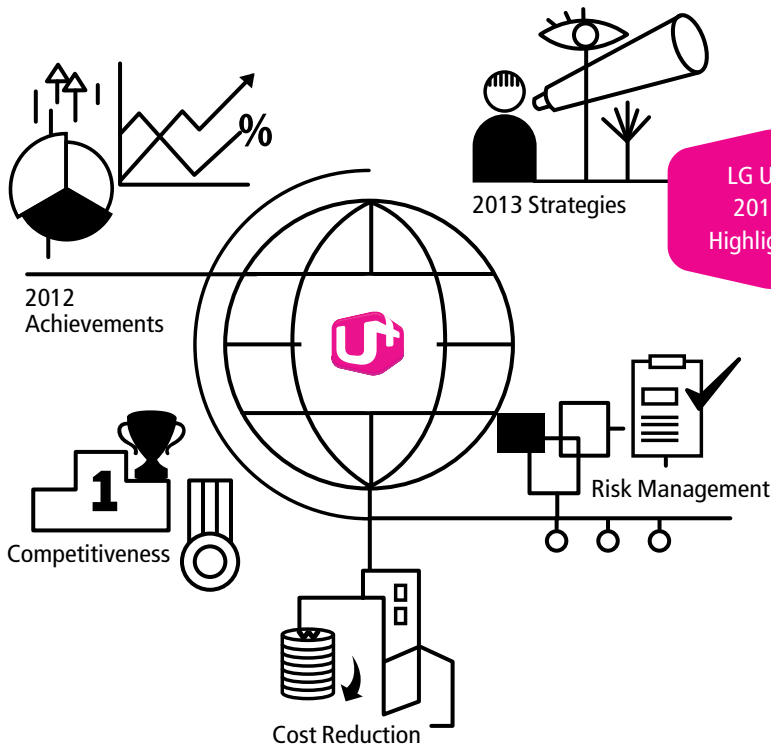 %
2013 Strategies
LG U
201
Highlig
2012
Achievements
U+
1
Risk Management
Competitiveness
W
Cost Reduction